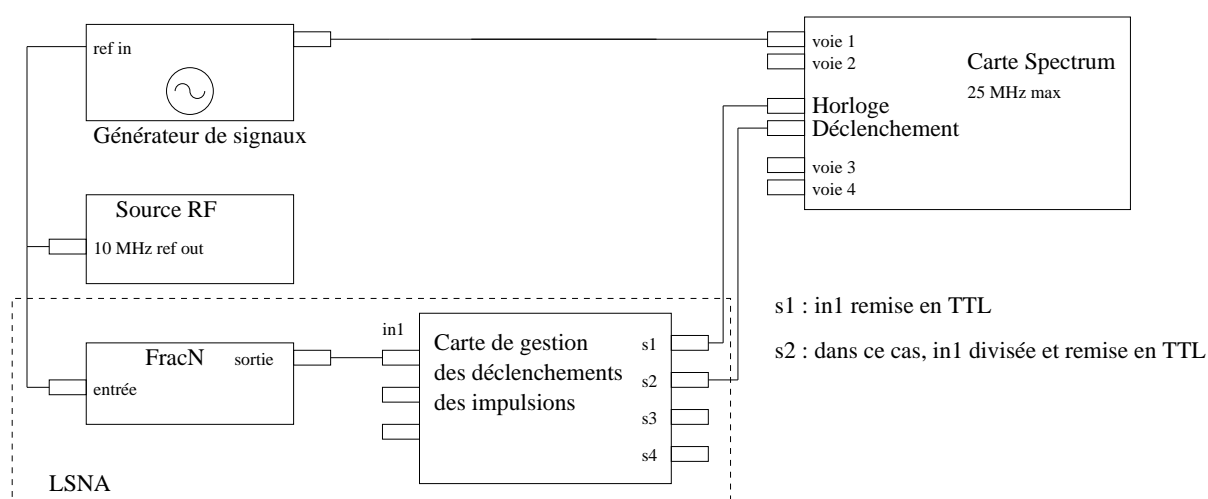 ref in
Générateur de signaux
voie 1
voie 2
Carte Spectrum
25 MHz max
Horloge
Déclenchement
voie 3
voie 4
Source RF
10 MHz ref out
s1 : in1 remise en TTL
s2 : dans ce cas, in1 divisée et remise en TTL
in1
FracN
sortie
entrée
Carte de gestion
des déclenchements
des impulsions
s1
s2
s3
s4
LSNA